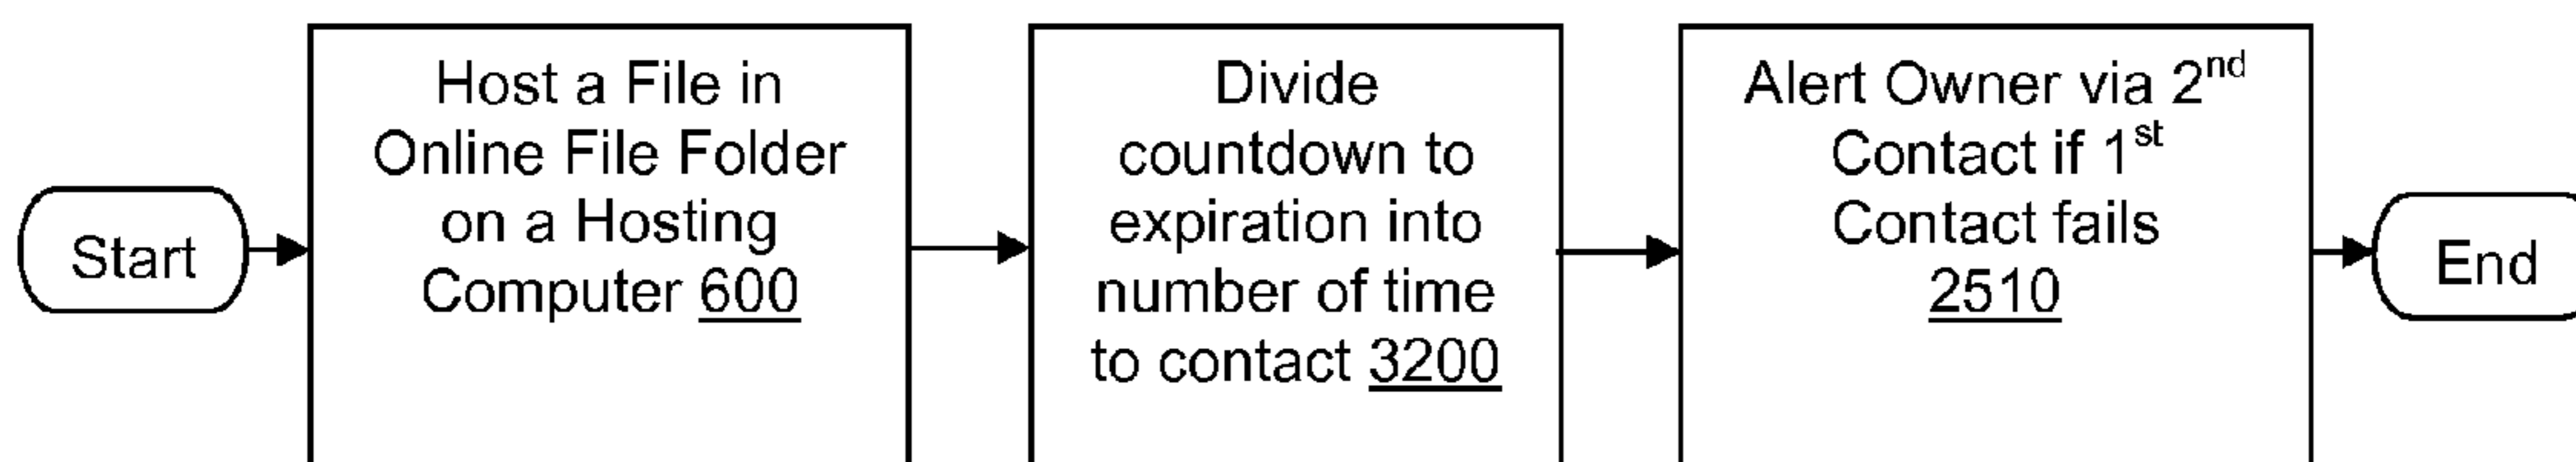 Start
Host a File in
Online File Folder
on a Hosting
Computer 600
Divide
countdown to
expiration into
number of time
to contact 3200
Alert Owner via 2nd
Contact if 1st
Contact fails
2510
End